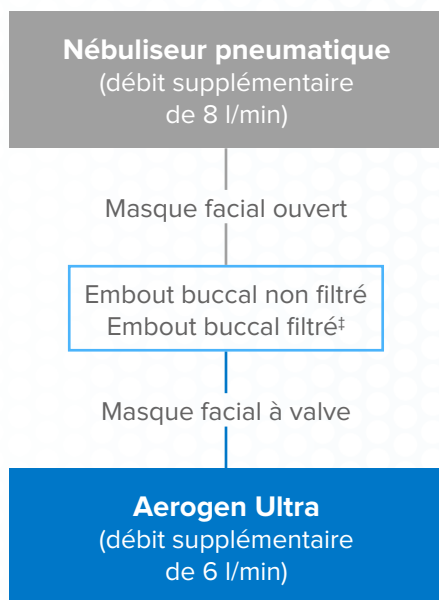 Nébuliseur pneumatique
(débit supplémentaire
de 8 l/min)
Masque facial ouvert
Embout buccal non filtré
Embout buccal filtré‡
Masque facial à valve
Aerogen Ultra
(débit supplémentaire
de 6 l/min)